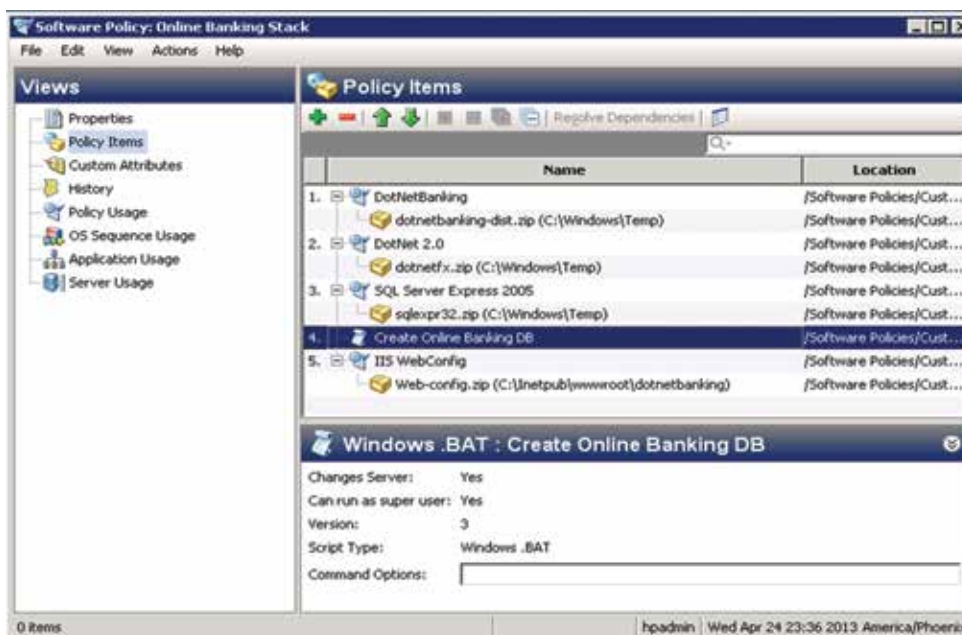 Software Policy: Online Banking Stack
File Edit View Actions Help
Views
Properties
Policy Items
Custom Attributes
History
Policy Usage
OS Sequence Usage
Application Usage
Server Usage
Policy Items
Resolve Dependencies
Name Location
1. DotNetBanking /Software Policies/Cust...
dotnetbanking-dist.zip (C:\Windows\Temp)
2. DotNet 2.0 /Software Policies/Cust...
dotnetfx.zip (C:\Windows\Temp) /Software Policies/Cust...
3. SQL Server Express 2005 /Software Policies/Cust...
sqlexpr32.zip (C:\Windows\Temp) /Software Policies/Cust...
4. Create Online Banking DB /Software Policies/Cust...
5. IIS WebConfig /Software Policies/Cust...
Web-config.zip (C:\Inetpub\wwwroot\dotnetbanking) /Software Policies/Cust...
Windows .BAT : Create Online Banking DB
Changes Server: Yes
Can run as super user: Yes
Version: 3
Script Type: Windows .BAT
Command Options:
0 items hpadmin Wed Apr 24 23:36 2013 America/Phoenix